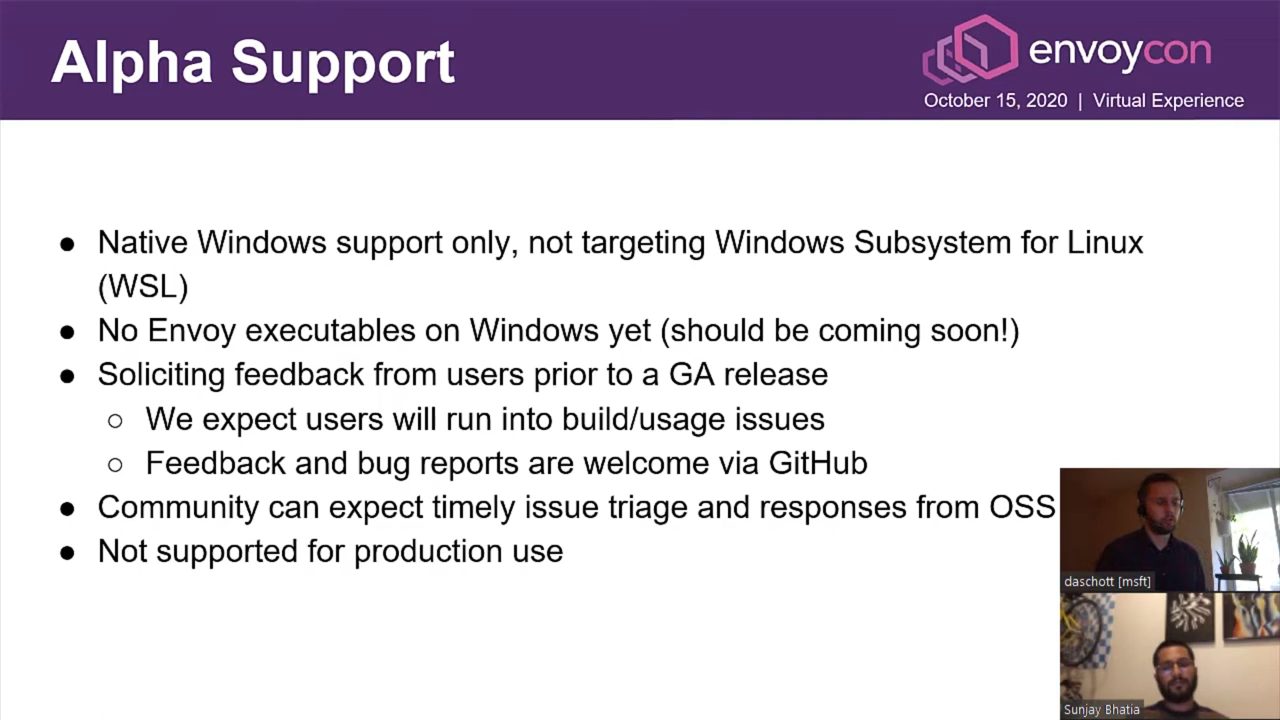 Alpha Support
envoycon
October 15, 2020 | Virtual Experience
● Native Windows support only, not targeting Windows Subsystem for Linux
(WSL)
● No Envoy executables on Windows yet (should be coming soon!)
● Soliciting feedback from users prior to a GA release
○ We expect users will run into build/usage issues
○ Feedback and bug reports are welcome via GitHub
● Community can expect timely issue triage and responses from OSS
● Not supported for production use
daschott [msft]
Sunjay Bhatia